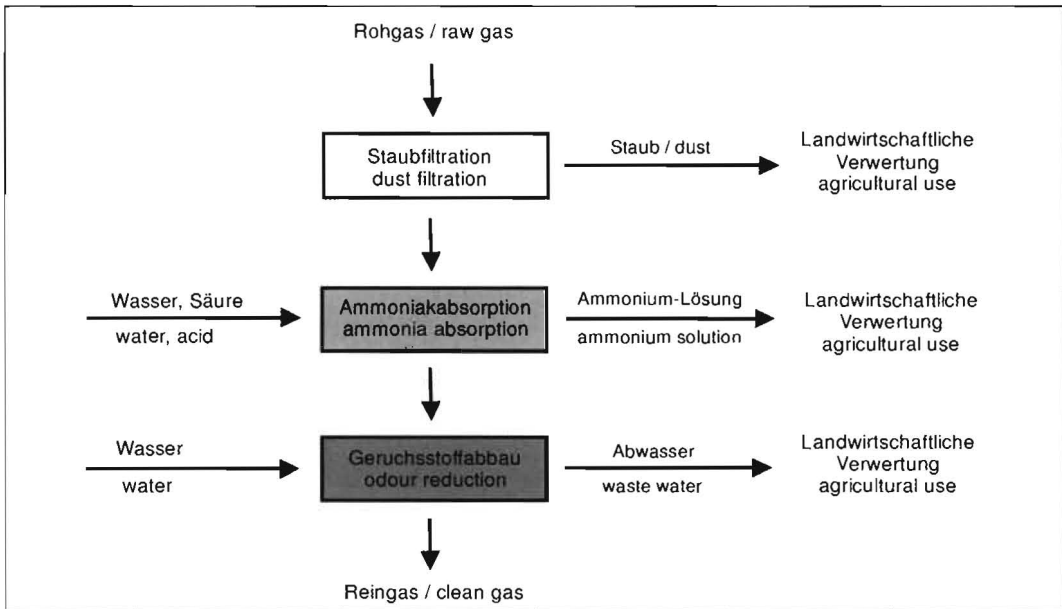 Rohgas / raw gas
Staubfiltration
dust filtration
Staub / dust
Landwirtschaftliche
Verwertung
agricultural use
Wasser, Säure
water, acid
Ammoniakabsorption
ammonia absorption
Ammonium-Lösung
ammonium solution
Landwirtschaftliche
Verwertung
agricultural use
Wasser
water
Geruchsstoffabbau
odour reduction
Abwasser
waste water
Landwirtschaftliche
Verwertung
agricultural use
Reingas / clean gas